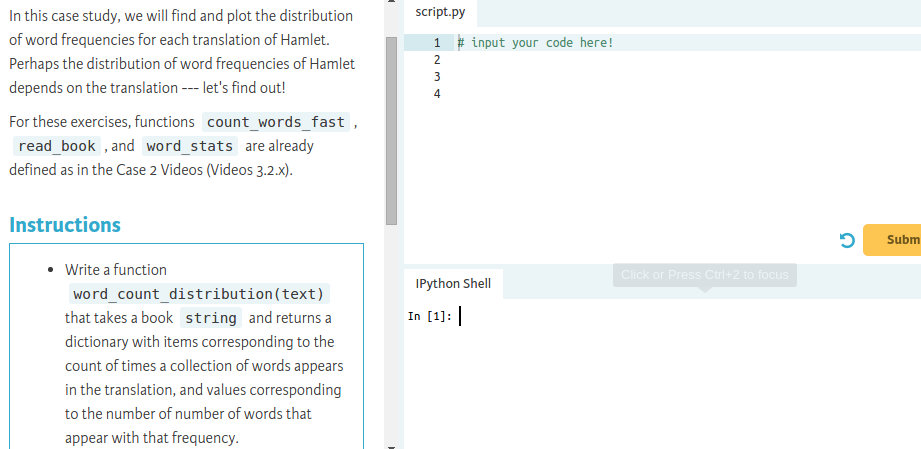 In this case study, we will find and plot the distribution
of word frequencies for each translation of Hamlet.
Perhaps the distribution of word frequencies of Hamlet
depends on the translation --- let's find out!
For these exercises, functions count_words_fast ,
read_book , and word_stats are already
defined as in the Case 2 Videos (Videos 3.2.x).
Instructions
• Write a function
word_count_distribution(text)
that takes a book string and returns a
dictionary with items corresponding to the
count of times a collection of words appears
in the translation, and values corresponding
to the number of number of words that
appear with that frequency.
script.py
1 # input your code here!
2
3
4
Subm
Click or Press Ctrl+2 to focus
IPython Shell
In [1]: